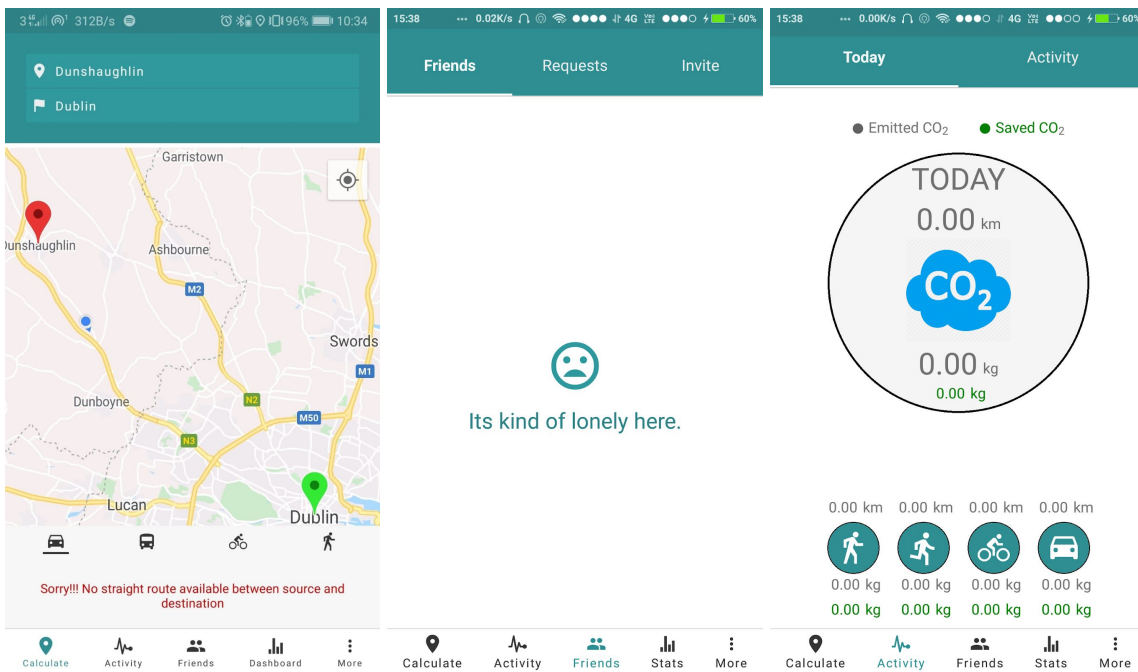 312B/s
96%
10:34
Dunshaughlin
Dublin
Garristown
Dunshaughlin
Ashbourne
M2
Swords
M1
Dunboyne
N2
M50
N3
Lucan
Dublin
Sorry!!! No straight route available between source and
destination
Calculate
Activity
Friends
Dashboard
More
15:38
... 0.02K/s
4G
60%
Friends
Requests
Invite
Its kind of lonely here.
Calculate
Activity
Friends
Stats
More
15:38
... 0.00K/s
4G
60%
Today
Activity
Emitted CO₂
Saved CO₂
TODAY
0.00 km
CO₂
0.00 kg
0.00 kg
0.00 km 0.00 km 0.00 km 0.00 km
0.00 kg 0.00 kg 0.00 kg 0.00 kg
0.00 kg 0.00 kg 0.00 kg 0.00 kg
Calculate
Activity
Friends
Stats
More